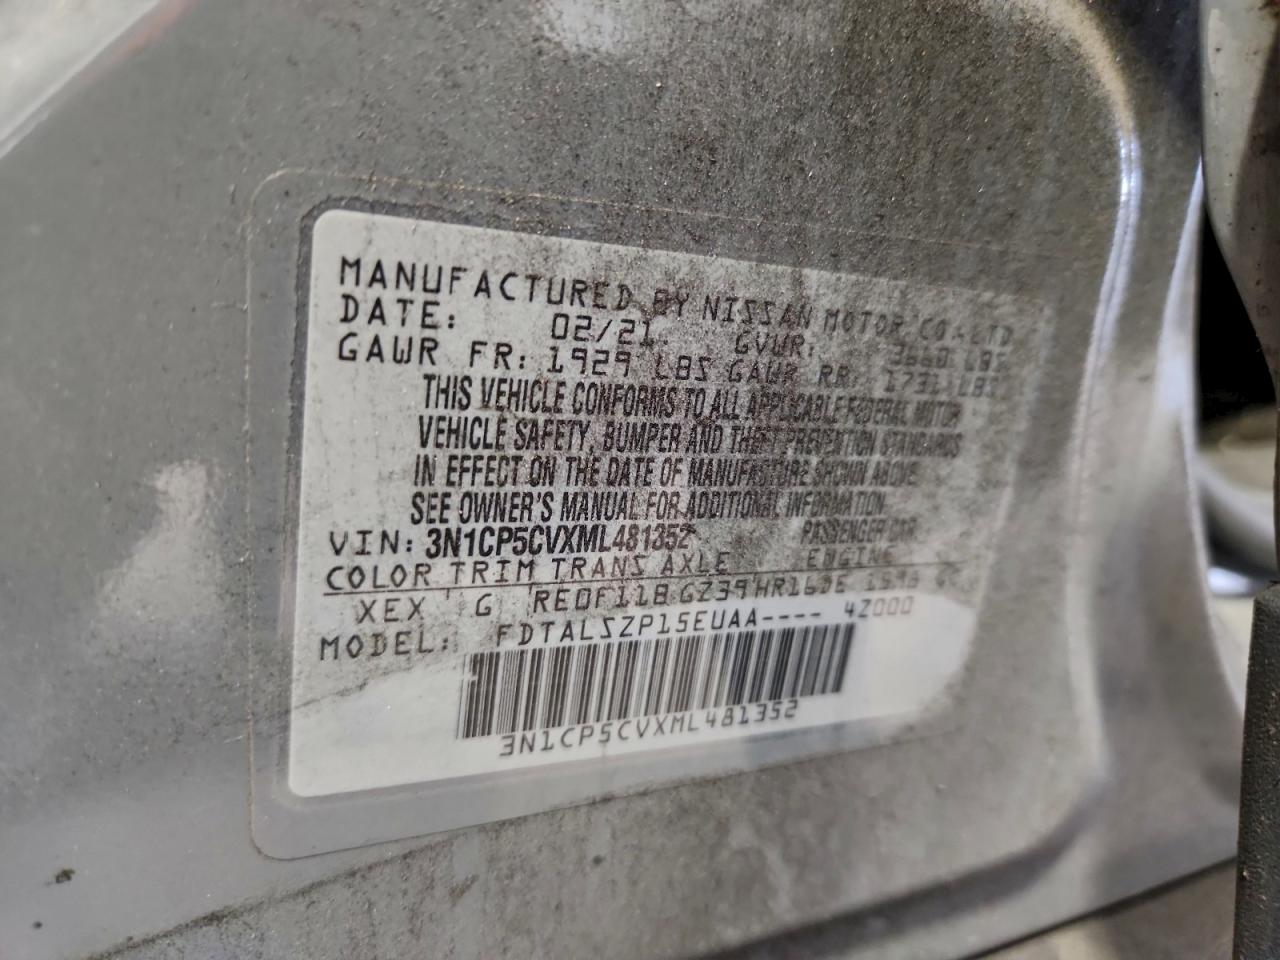 MANUFACTURED BY NISSAN MOTOR CO.,LTD
DATE: 02/21 GVWR: 3660 LBS
GAWR FR: 1929 LBS GAWR RR: 1731 LBS
THIS VEHICLE CONFORMS TO ALL APPLICABLE FEDERAL MOTOR
VEHICLE SAFETY, BUMPER AND THEFT PREVENTION STANDARDS
IN EFFECT ON THE DATE OF MANUFACTURE SHOWN ABOVE
SEE OWNER'S MANUAL FOR ADDITIONAL INFORMATION
VIN: 3N1CP5CVXML481352 PASSENGER CAR
COLOR TRIM TRANS AXLE ENGINE
XEX G RE0F11B GZ39 HR16DE 1598 CC
MODEL: FDTALSZP15EUAA---- 4Z000
3N1CP5CVXML481352